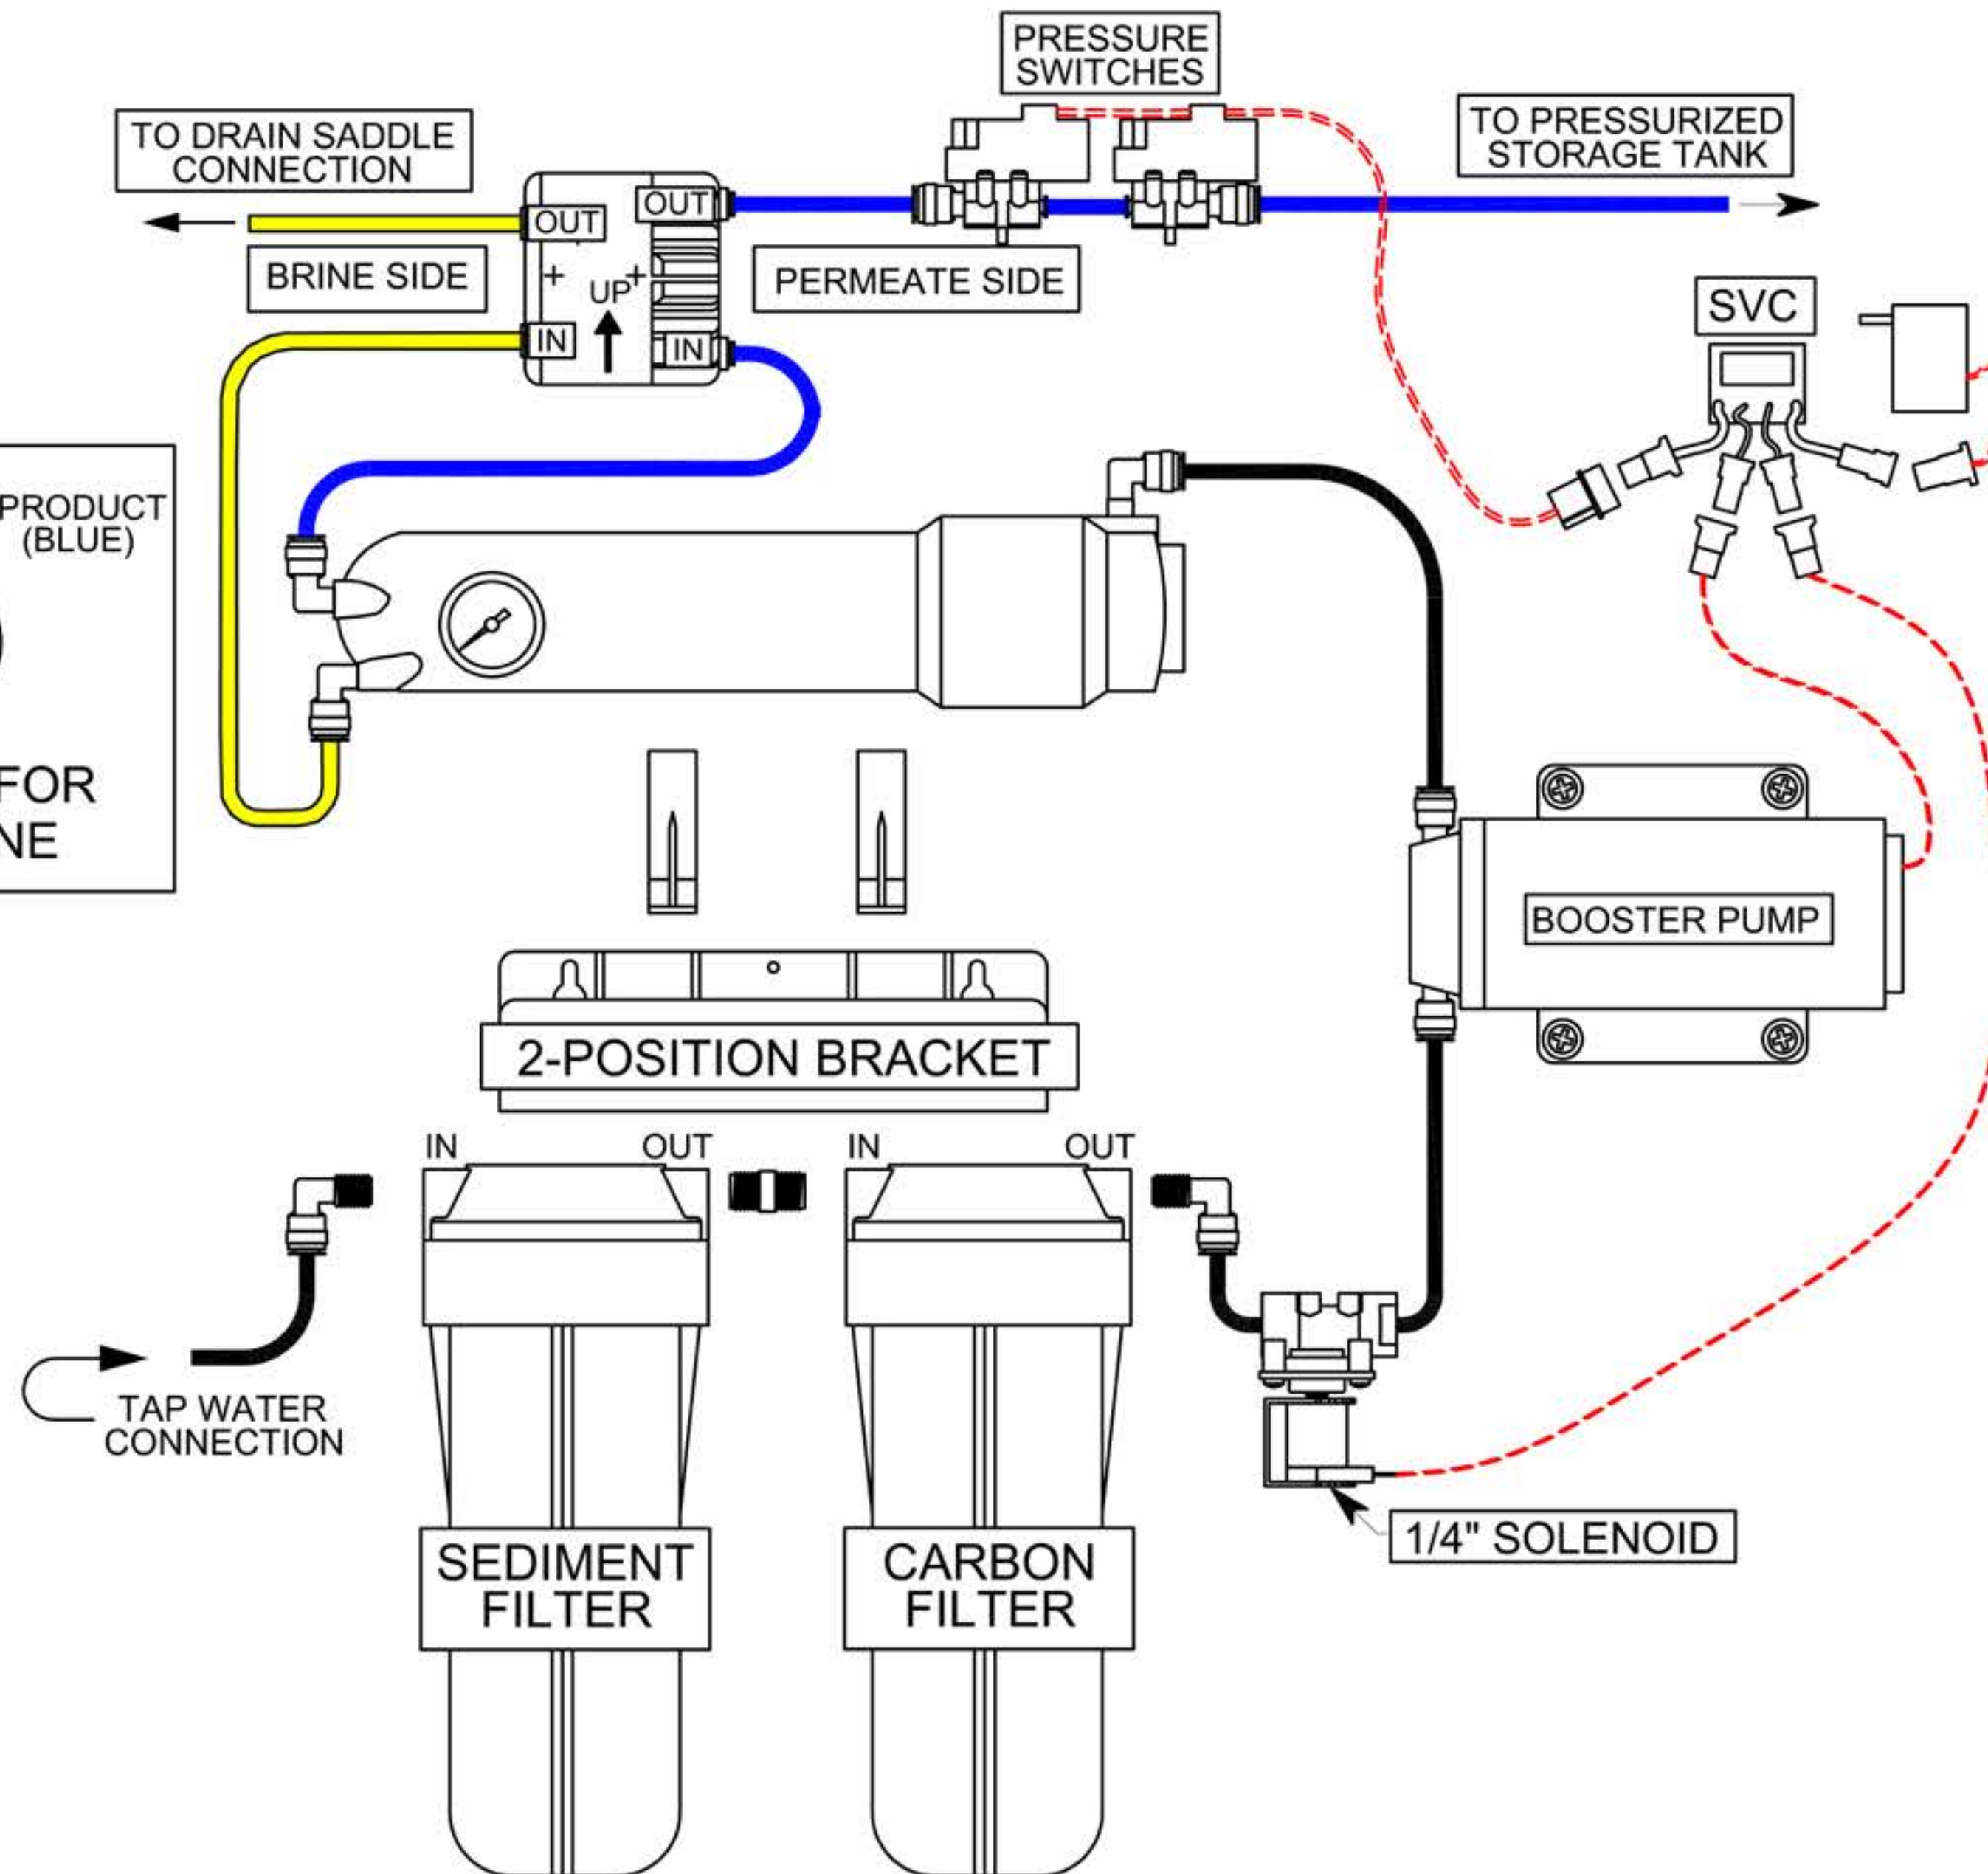 PRESSURE
SWITCHES
TO DRAIN SADDLE
CONNECTION
TO PRESSURIZED
STORAGE TANK
OUT
OUT
BRINE SIDE
+
UP
+
PERMEATE SIDE
IN
IN
SVC
PRODUCT
(BLUE)
FOR
NE
BOOSTER PUMP
2-POSITION BRACKET
IN
OUT
IN
OUT
TAP WATER
CONNECTION
SEDIMENT
FILTER
CARBON
FILTER
1/4" SOLENOID